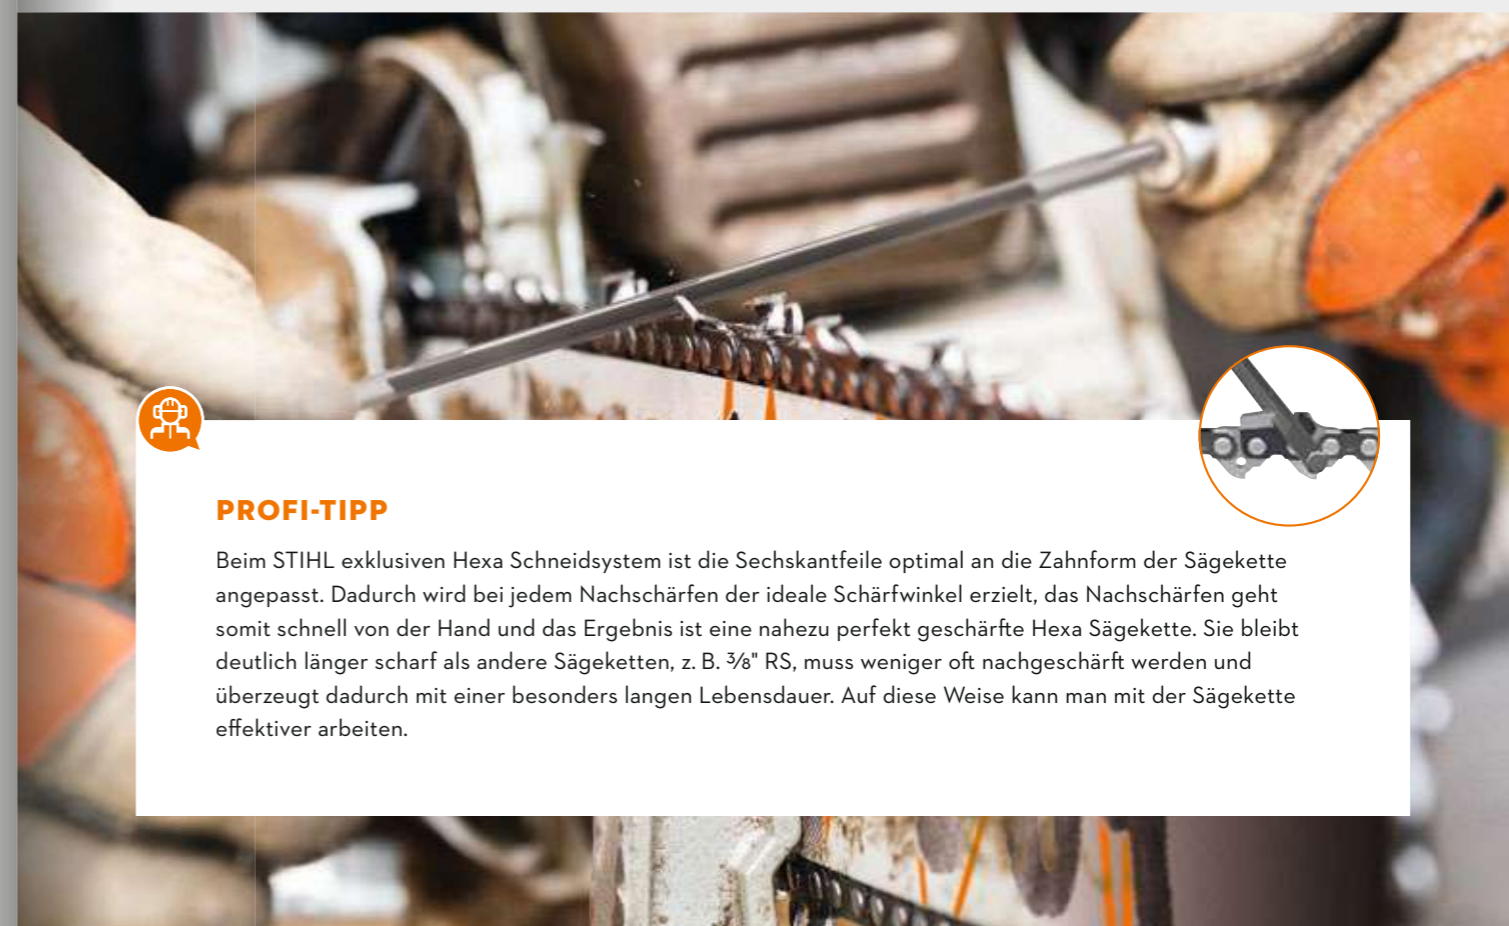 PROFI-TIPP
Beim STIHL exklusiven Hexa Schneidsystem ist die Sechskantfeile optimal an die Zahnform der Sägekette
angepasst. Dadurch wird bei jedem Nachschärfen der ideale Schärfwinkel erzielt, das Nachschärfen geht
somit schnell von der Hand und das Ergebnis ist eine nahezu perfekt geschärfte Hexa Sägekette. Sie bleibt
deutlich länger scharf als andere Sägeketten, z. B. ⅜" RS, muss weniger oft nachgeschärft werden und
überzeugt dadurch mit einer besonders langen Lebensdauer. Auf diese Weise kann man mit der Sägekette
effektiver arbeiten.